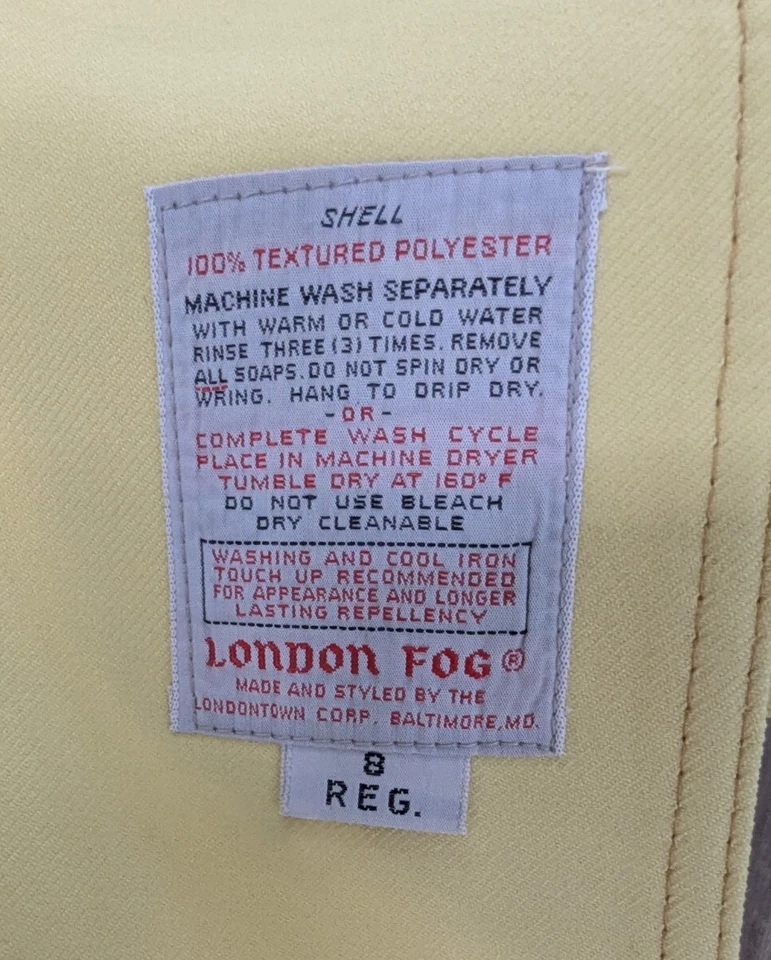 SHELL
100% TEXTURED POLYESTER
MACHINE WASH SEPARATELY
WITH WARM OR COLD WATER
RINSE THREE (3) TIMES. REMOVE
ALL SOAPS. DO NOT SPIN DRY OR
WRING. HANG TO DRIP DRY.
-OR-
COMPLETE WASH CYCLE
PLACE IN MACHINE DRYER
TUMBLE DRY AT 160° F
DO NOT USE BLEACH
DRY CLEANABLE
WASHING AND COOL IRON
TOUCH UP RECOMMENDED
FOR APPEARANCE AND LONGER
LASTING REPELLENCY
LONDON FOG ®
MADE AND STYLED BY THE
LONDONTOWN CORP. BALTIMORE, MD.
8
REG.